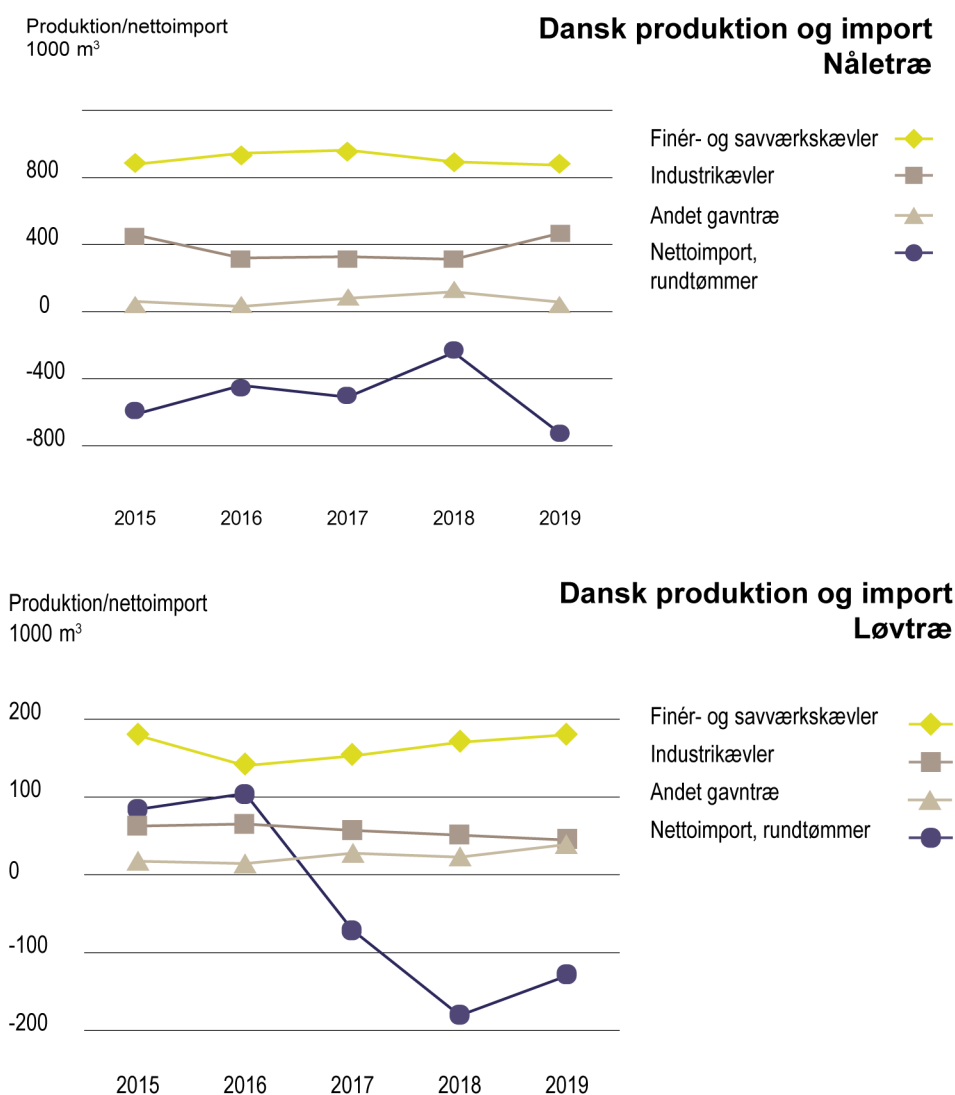 Produktion/nettoimport
1000 m³
Dansk produktion og import
Nåletræ
Finér- og savværkskævler
Industrikævler
Andet gavntræ
Nettoimport,
rundtømmer
800
400
0
-400
-800
2015 2016 2017 2018 2019
Produktion/nettoimport
1000 m³
Dansk produktion og import
Løvtræ
Finér- og savværkskævler
Industrikævler
Andet gavntræ
Nettoimport, rundtømmer
200
100
0
-100
-200
2015 2016 2017 2018 2019